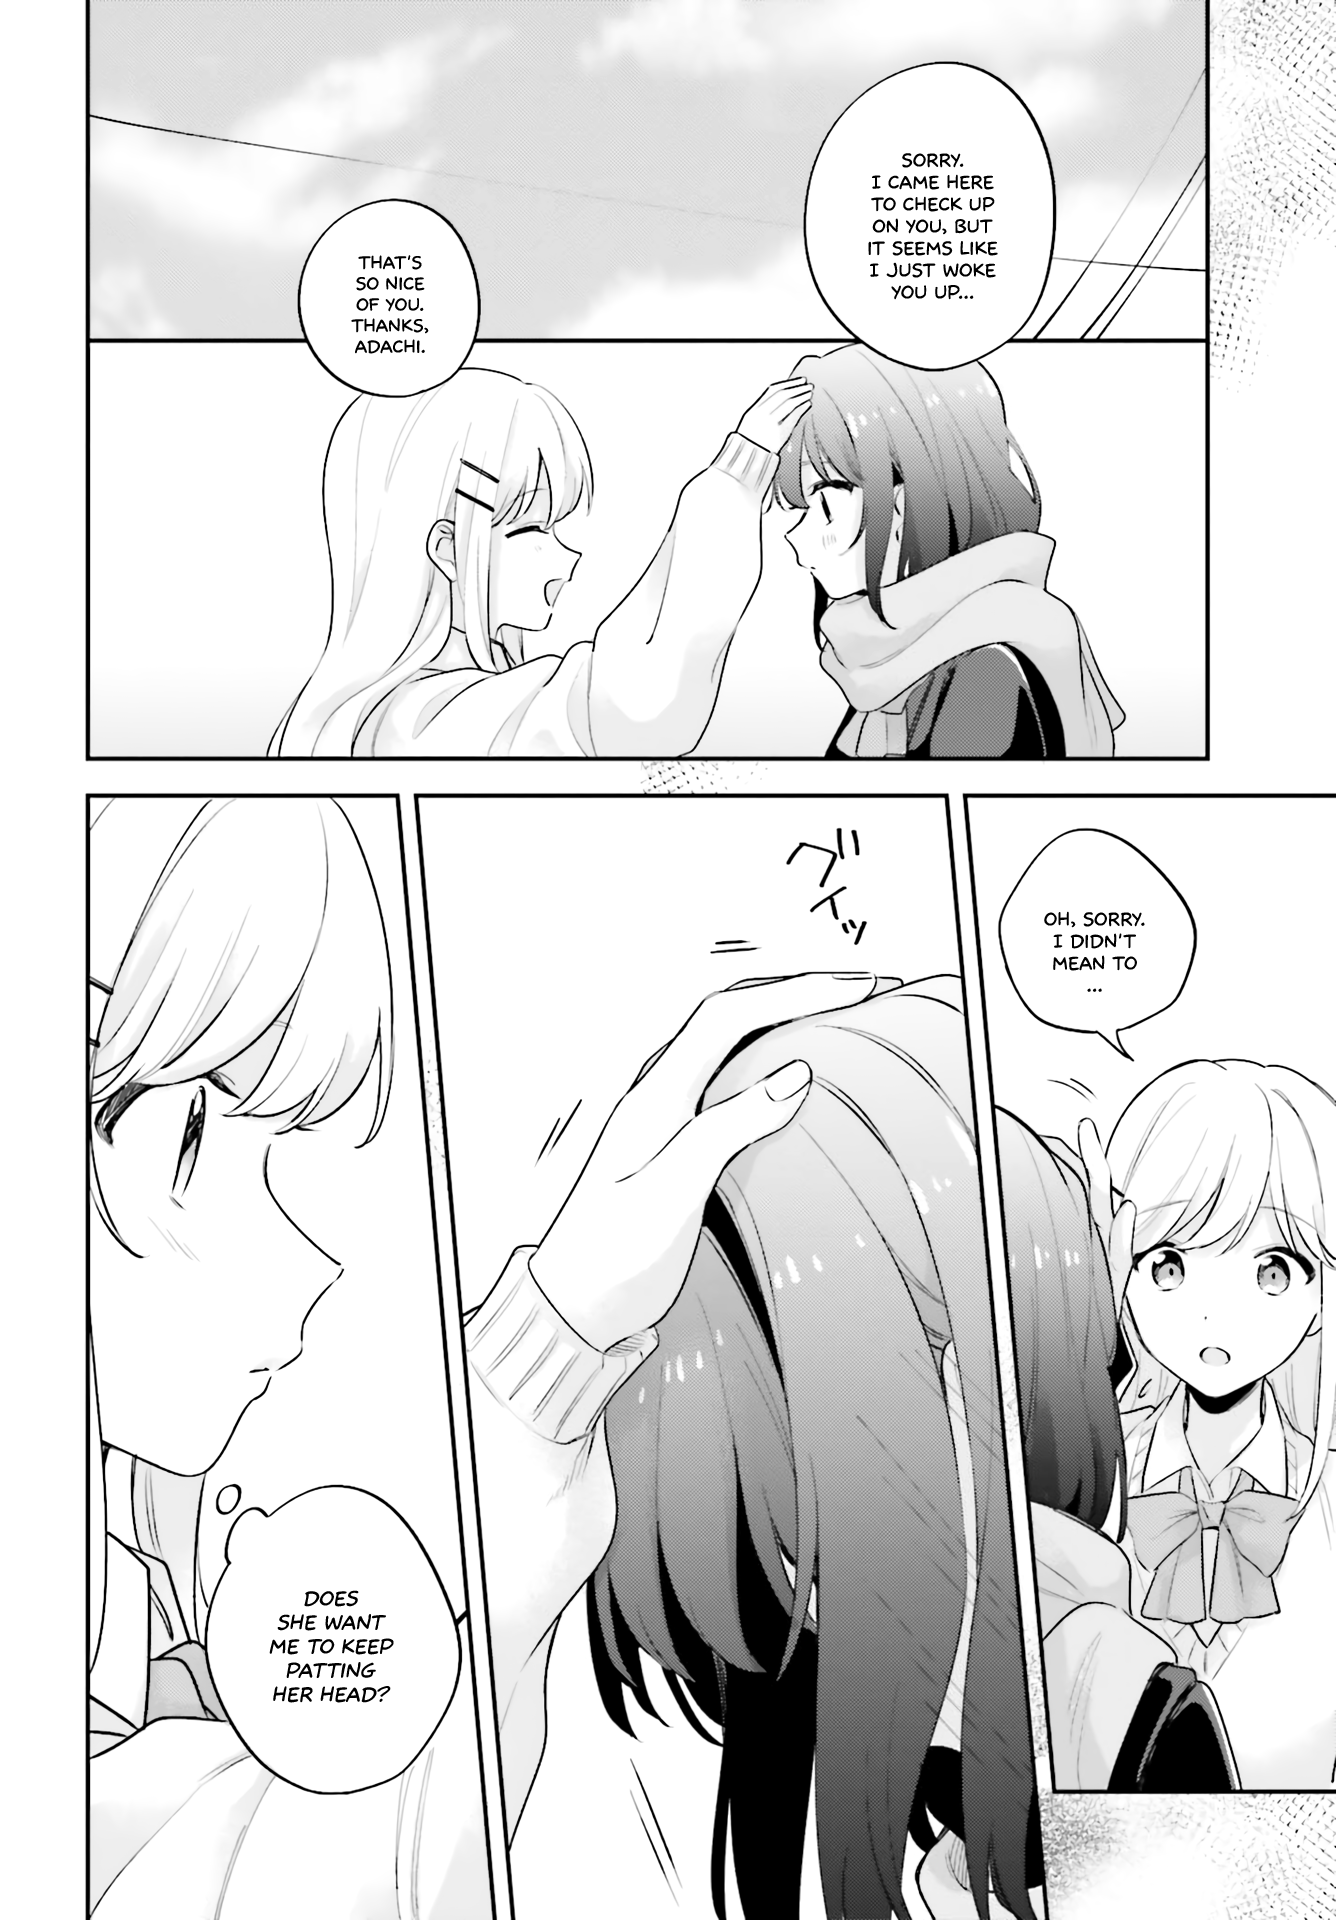 SORRY.
I CAME HERE
TO CHECK UP
ON YOU, BUT
IT SEEMS LIKE
I JUST WOKE
YOU UP...
THAT'S
SO NICE
OF YOU.
THANKS,
ADACHI.
OH, SORRY.
I DIDN'T
MEAN TO
...
グイッ
DOES
SHE WANT
ME TO KEEP
PATTING
HER HEAD?